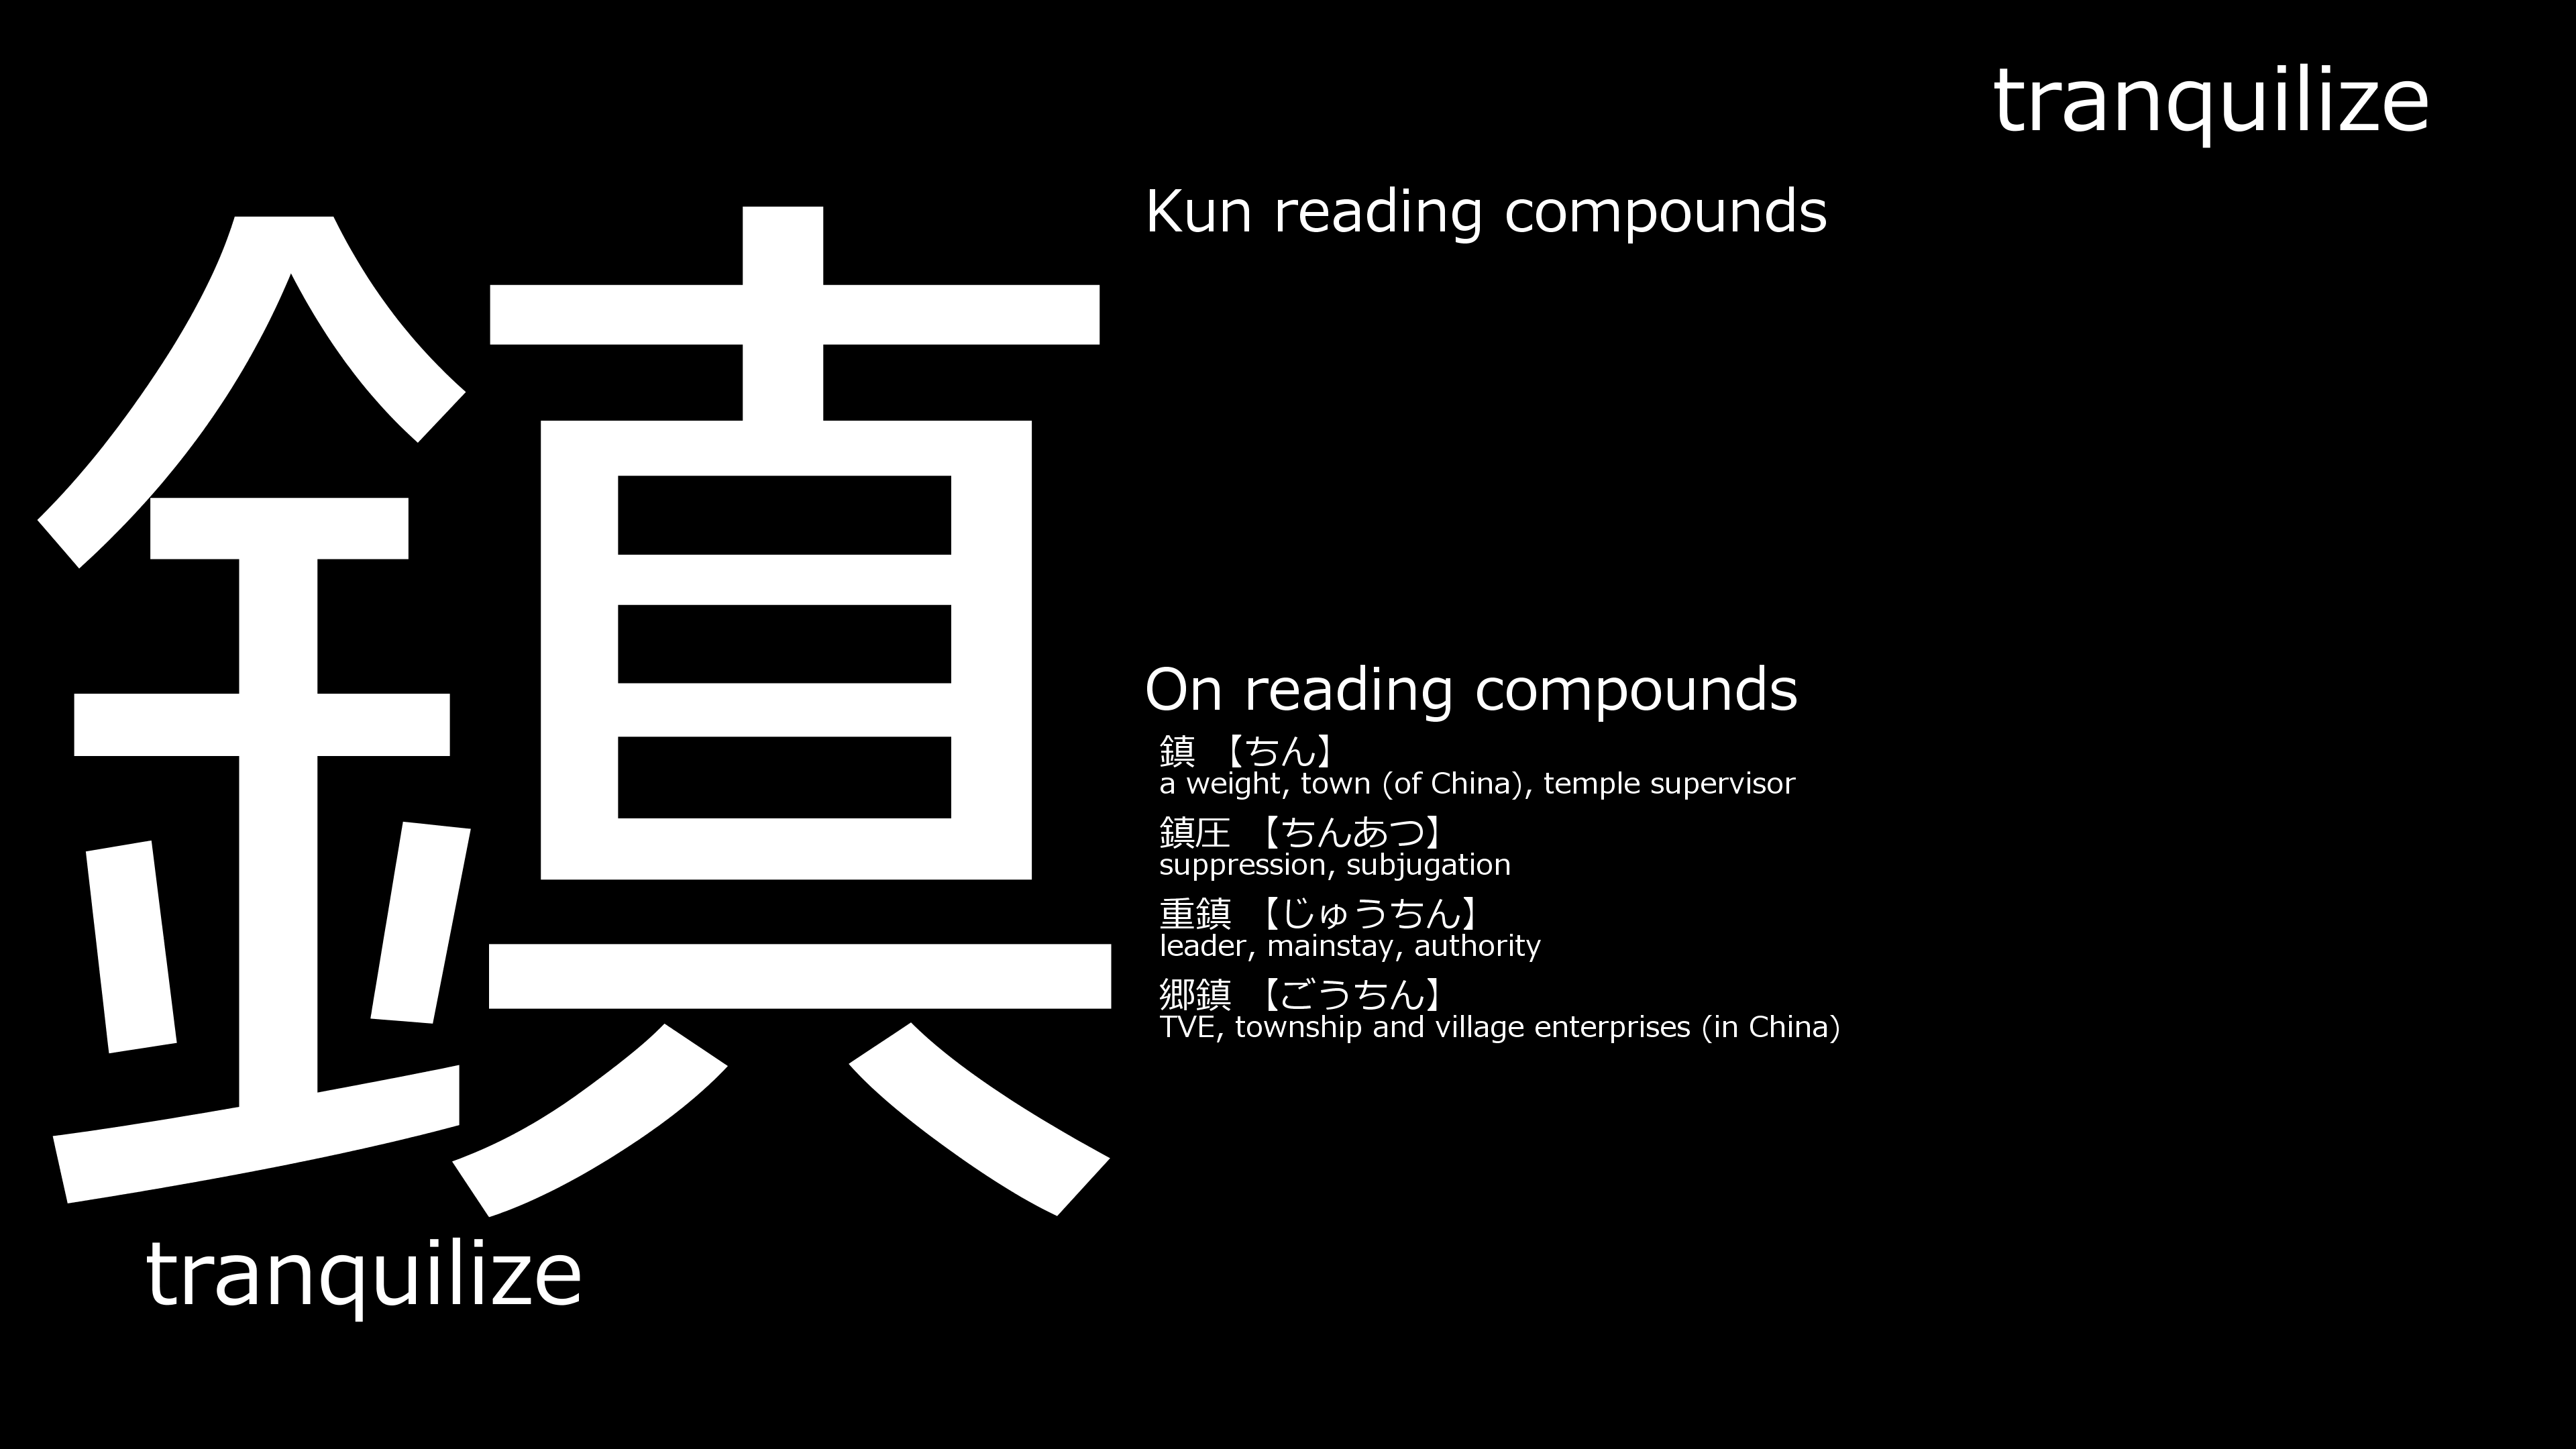 tranquilize
鎮
tranquilize
Kun reading compounds
On reading compounds
鎮 【ちん】
a weight, town (of China), temple supervisor
鎮圧 【ちんあつ】
suppression, subjugation
重鎮 【じゅうちん】
leader, mainstay, authority
郷鎮 【ごうちん】
TVE, township and village enterprises (in China)